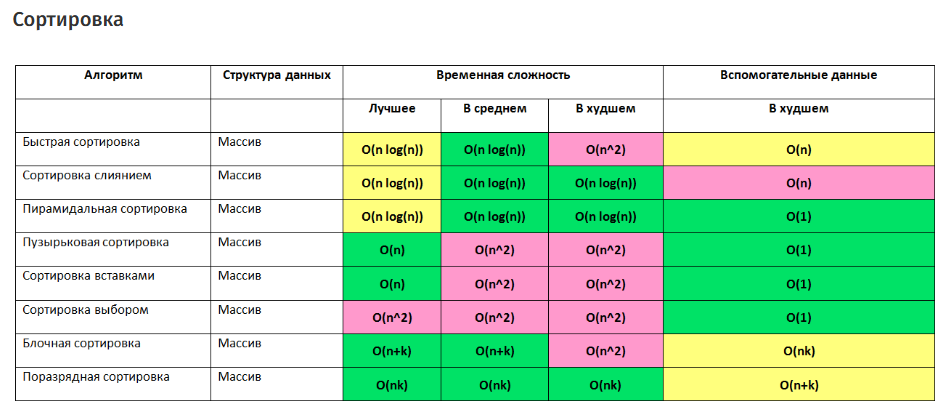 Сортировка
Алгоритм Структура данных Временная сложность Вспомогательные данные
Лучшее В среднем В худшем В худшем
Быстрая сортировка Массив O(n log(n)) O(n log(n)) O(n^2) O(n)
Сортировка слиянием Массив O(n log(n)) O(n log(n)) O(n log(n)) O(n)
Пирамидальная сортировка Массив O(n log(n)) O(n log(n)) O(n log(n)) O(1)
Пузырьковая сортировка Массив O(n) O(n^2) O(n^2) O(1)
Сортировка вставками Массив O(n) O(n^2) O(n^2) O(1)
Сортировка выбором Массив O(n^2) O(n^2) O(n^2) O(1)
Блочная сортировка Массив O(n+k) O(n+k) O(n^2) O(nk)
Поразрядная сортировка Массив O(nk) O(nk) O(nk) O(n+k)